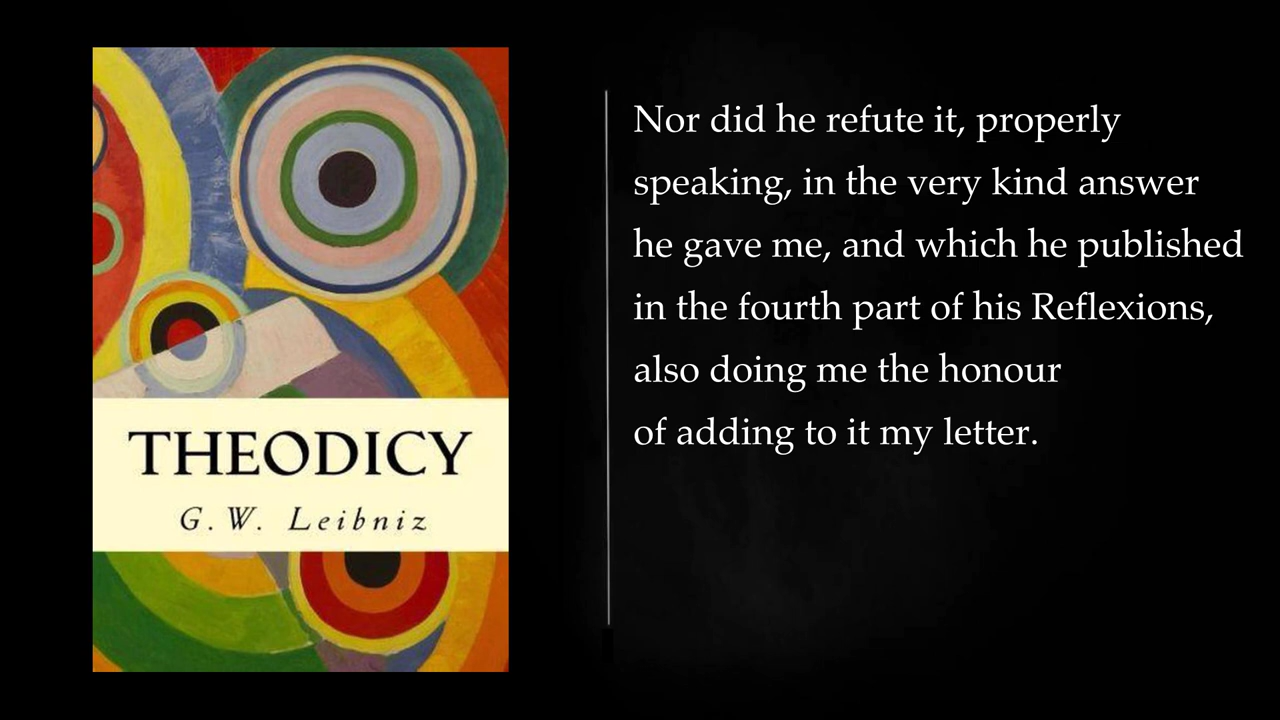 THEODICY
G. W. Leibniz
Nor did he refute it, properly
speaking, in the very kind answer
he gave me, and which he published
in the fourth part of his Reflexions,
also doing me the honour
of adding to it my letter.